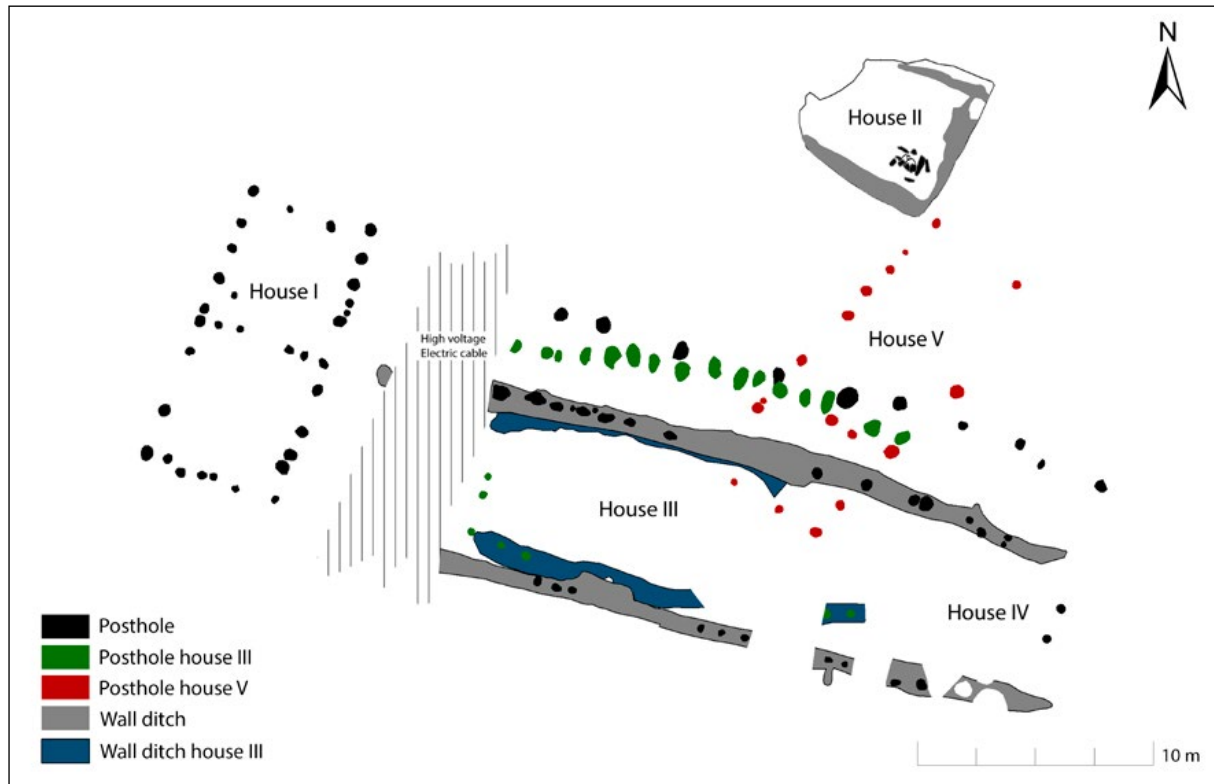 N
House II
House I
High voltage
Electric cable
House V
House III
House IV
Posthole
Posthole house III
Posthole house V
Wall ditch
Wall ditch house III
10 m